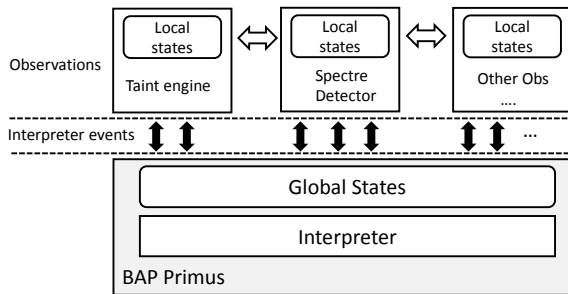 Local
states
Local
states
Local
states
Observations
Taint engine
Spectre
Detector
Other Obs
....
Interpreter events
...
Global States
Interpreter
BAP Primus